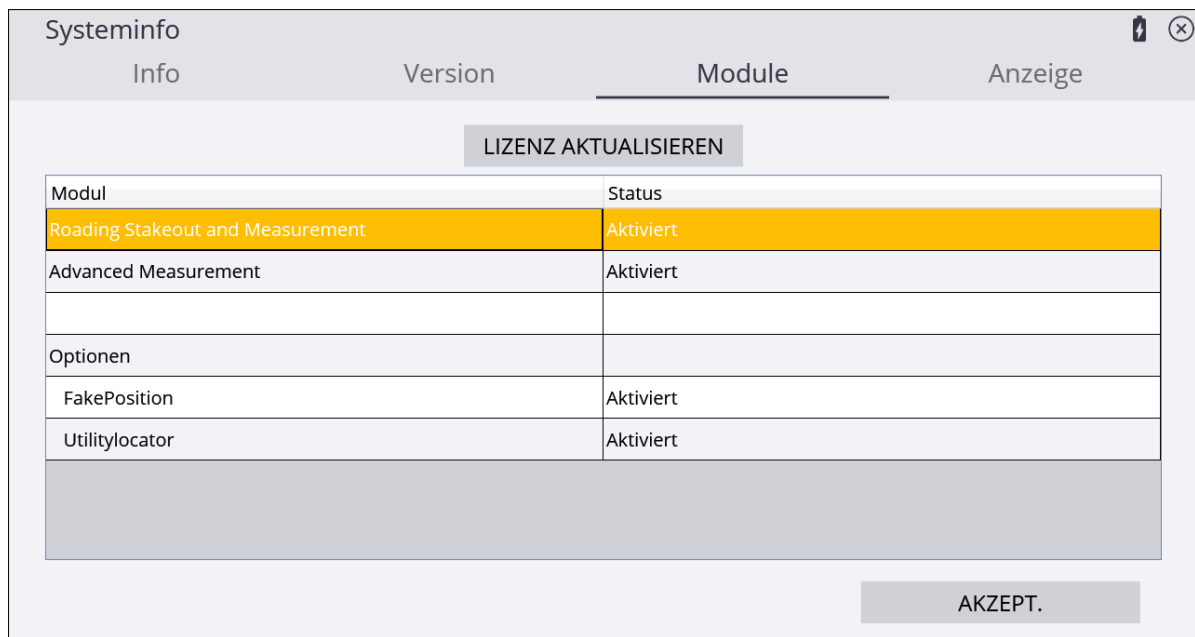 Systeminfo
Info Version Module Anzeige
LIZENZ AKTUALISIEREN
Modul Status
Roading Stakeout and Measurement Aktiviert
Advanced Measurement Aktiviert
Optionen
FakePosition Aktiviert
Utilitylocator Aktiviert
AKZEPT.